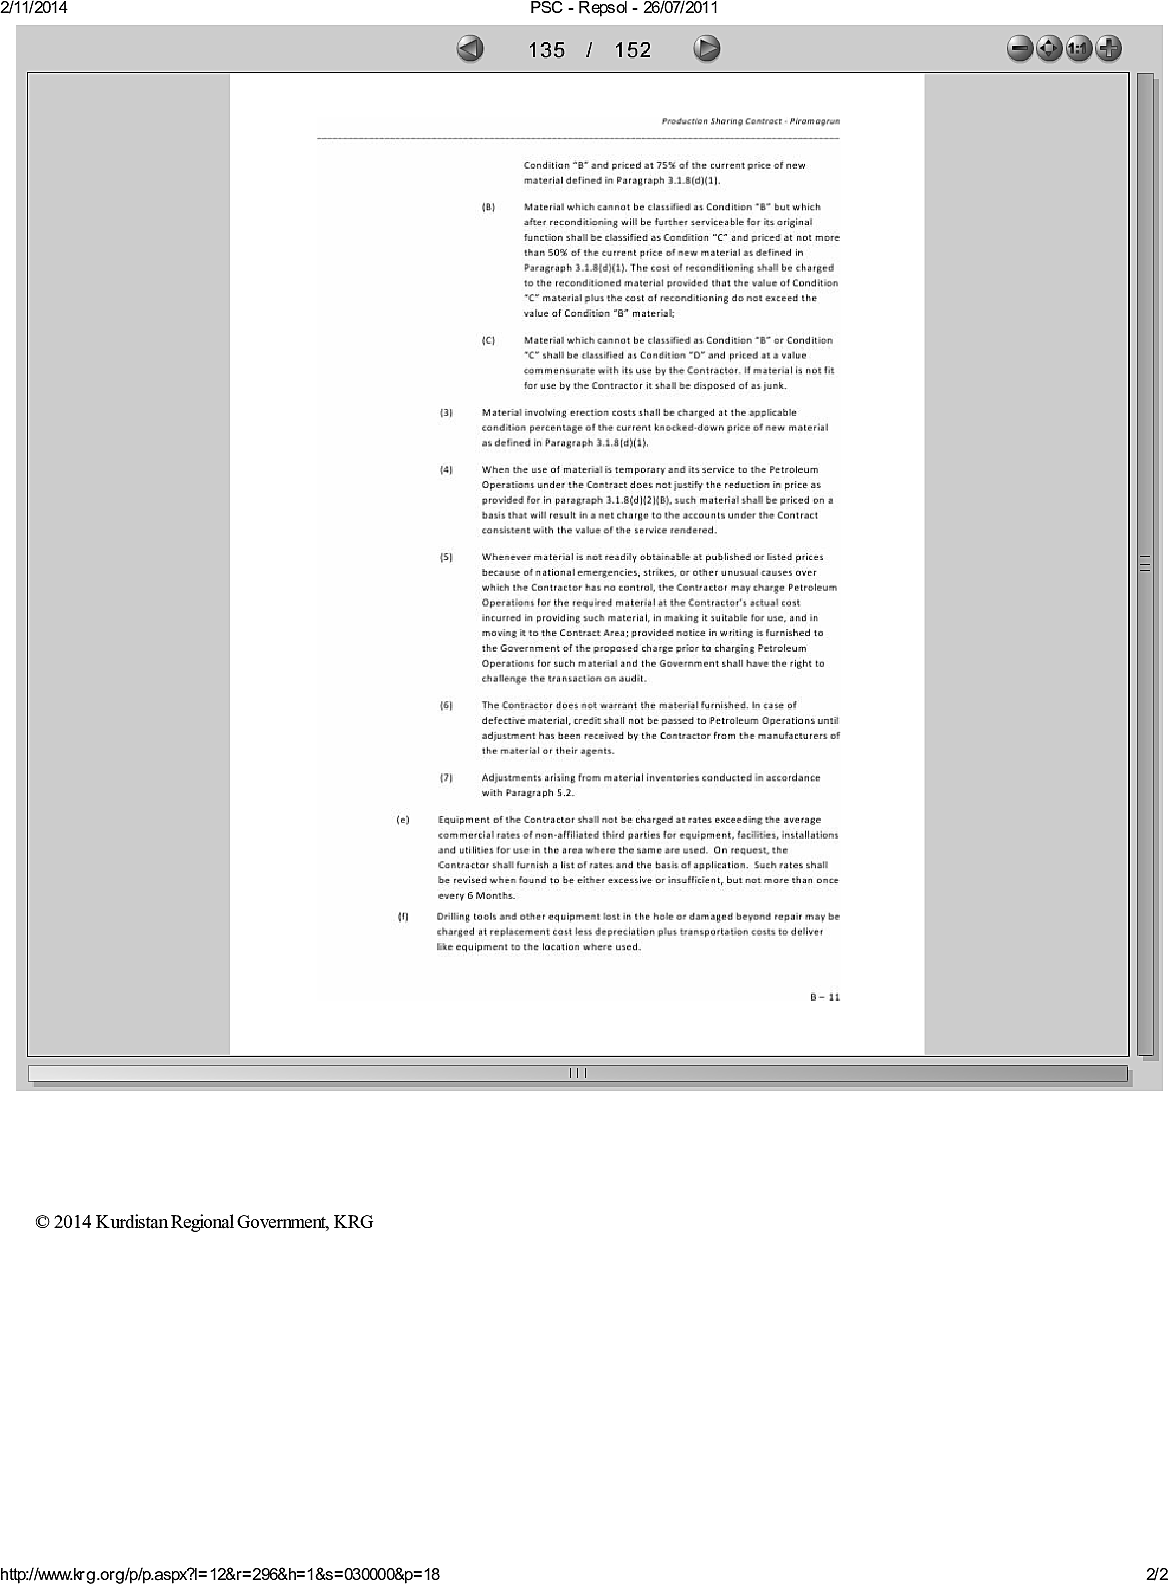 2/11/2014
PSC - Repsol - 26/07/2011
135 / 152
1:1
Production Sharing Contract - Piramagrun
Condition "B" and priced at 75% of the current price of new
material defined in Paragraph 3.1.8(d)(1).
(B) Material which cannot be classified as Condition "B" but which
after reconditioning will be further serviceable for its original
function shall be classified as Condition "C" and priced at not more
than 50% of the current price of new material as defined in
Paragraph 3.1.8(d)(1). The cost of reconditioning shall be charged
to the reconditioned material provided that the value of Condition
"C" material plus the cost of reconditioning do not exceed the
value of Condition "B" material;
(C) Material which cannot be classified as Condition "B" or Condition
"C" shall be classified as Condition "D" and priced at a value
commensurate with its use by the Contractor. If material is not fit
for use by the Contractor it shall be disposed of as junk.
(3) Material involving erection costs shall be charged at the applicable
condition percentage of the current knocked-down price of new material
as defined in Paragraph 3.1.8(d)(1).
(4) When the use of material is temporary and its service to the Petroleum
Operations under the Contract does not justify the reduction in price as
provided for in paragraph 3.1.8(d)(2)(B), such material shall be priced on a
basis that will result in a net charge to the accounts under the Contract
consistent with the value of the service rendered.
(5) Whenever material is not readily obtainable at published or listed prices
because of national emergencies, strikes, or other unusual causes over
which the Contractor has no control, the Contractor may charge Petroleum
Operations for the required material at the Contractor's actual cost
incurred in providing such material, in making it suitable for use, and in
moving it to the Contract Area; provided notice in writing is furnished to
the Government of the proposed charge prior to charging Petroleum
Operations for such material and the Government shall have the right to
challenge the transaction on audit.
(6) The Contractor does not warrant the material furnished. In case of
defective material, credit shall not be passed to Petroleum Operations until
adjustment has been received by the Contractor from the manufacturers of
the material or their agents.
(7) Adjustments arising from material inventories conducted in accordance
with Paragraph 5.2.
(e) Equipment of the Contractor shall not be charged at rates exceeding the average
commercial rates of non-affiliated third parties for equipment, facilities, installations
and utilities for use in the area where the same are used. On request, the
Contractor shall furnish a list of rates and the basis of application. Such rates shall
be revised when found to be either excessive or insufficient, but not more than once
every 6 Months.
(f) Drilling tools and other equipment lost in the hole or damaged beyond repair may be
charged at replacement cost less depreciation plus transportation costs to deliver
like equipment to the location where used.
B – 11
© 2014 Kurdistan Regional Government, KRG
http://www.krg.org/p/p.aspx?l=12&r=296&h=1&s=030000&p=18
2/2